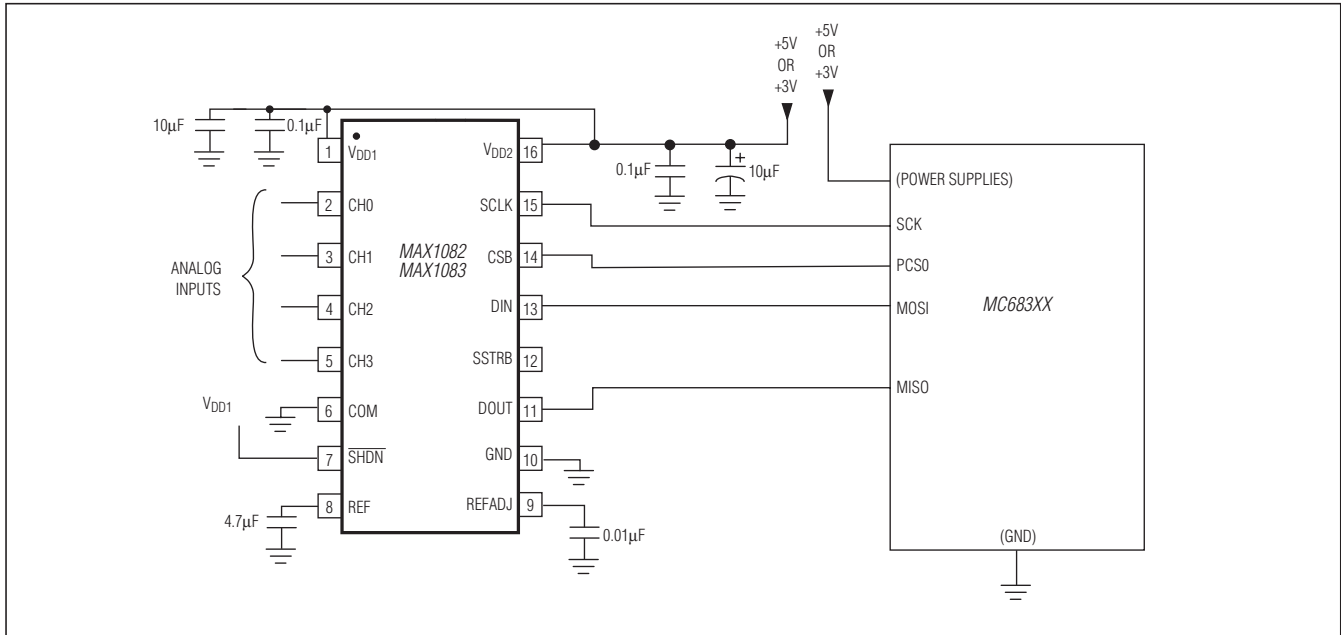 +5V
OR
+3V
+5V
OR
+3V
10µF
0.1µF
1
VDD1
VDD2
16
0.1µF
+
10µF
(POWER SUPPLIES)
2
CH0
SCLK
15
SCK
3
CH1
MAX1082
MAX1083
CSB
14
PCS0
ANALOG
INPUTS
4
CH2
DIN
13
MOSI
MC683XX
5
CH3
SSTRB
12
VDD1
6
COM
DOUT
11
MISO
7
SHDN
GND
10
8
REF
REFADJ
9
4.7µF
0.01µF
(GND)